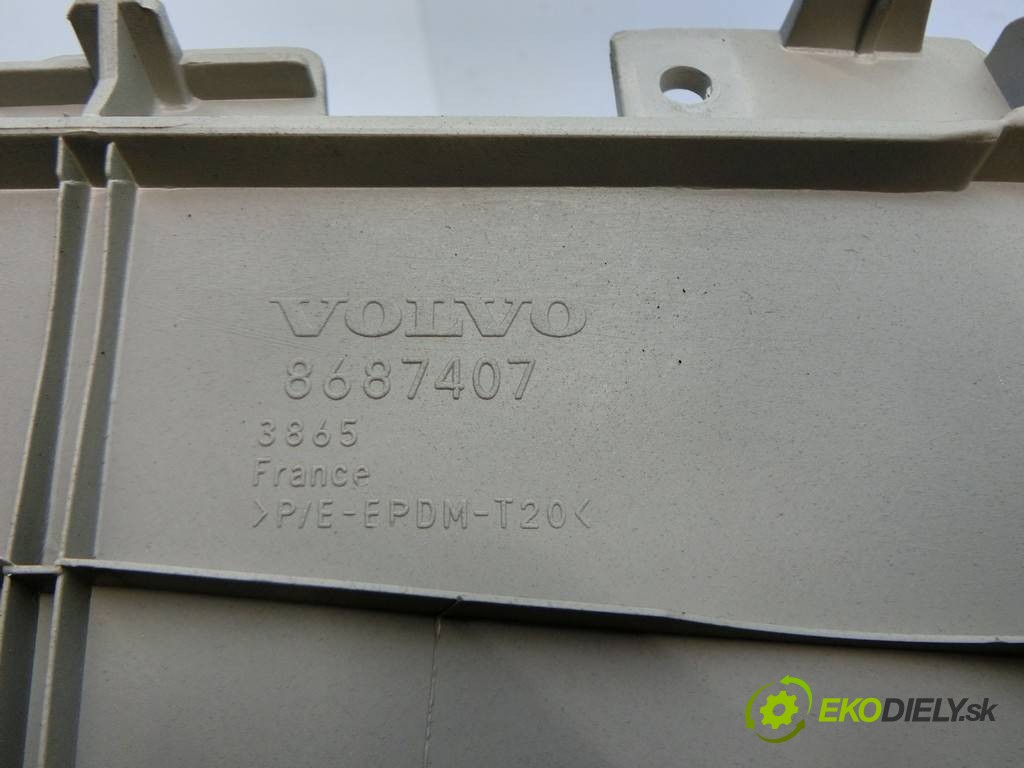 VOLVO
8687407
3865
France
>P/E-EPDM-T20<
EKODIELY.sk